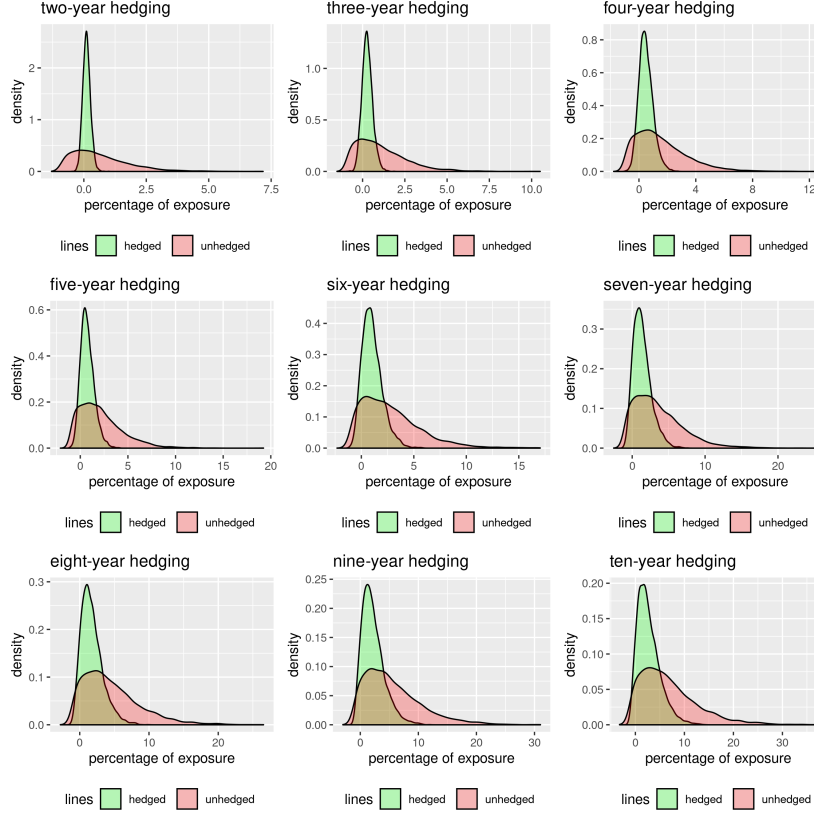 two-year hedging
density
0
1
2
0.0
2.5
5.0
7.5
percentage of exposure
lines hedged unhedged
three-year hedging
density
0.0
0.5
1.0
0.0
2.5
5.0
7.5
10.0
percentage of exposure
lines hedged unhedged
four-year hedging
density
0.0
0.2
0.4
0.6
0.8
0
4
8
12
percentage of exposure
lines hedged unhedged
five-year hedging
density
0.0
0.2
0.4
0.6
0
5
10
15
20
percentage of exposure
lines hedged unhedged
six-year hedging
density
0.0
0.1
0.2
0.3
0.4
0
5
10
15
percentage of exposure
lines hedged unhedged
seven-year hedging
density
0.0
0.1
0.2
0.3
0
10
20
percentage of exposure
lines hedged unhedged
eight-year hedging
density
0.0
0.1
0.2
0.3
0
10
20
percentage of exposure
lines hedged unhedged
nine-year hedging
density
0.00
0.05
0.10
0.15
0.20
0.25
0
10
20
30
percentage of exposure
lines hedged unhedged
ten-year hedging
density
0.00
0.05
0.10
0.15
0.20
0
10
20
30
percentage of exposure
lines hedged unhedged